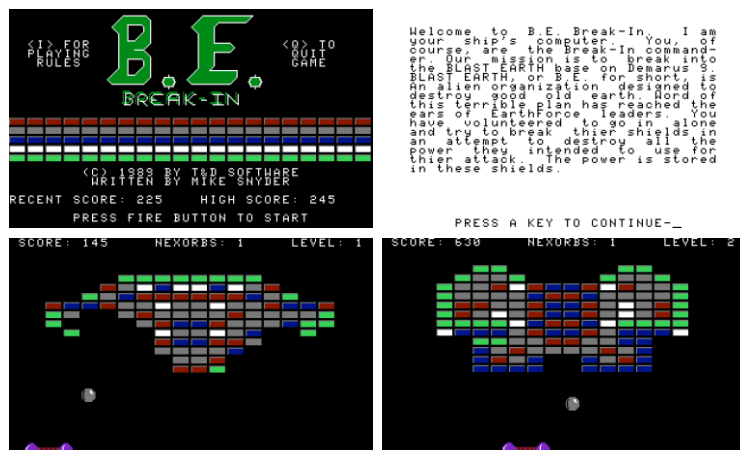 <I> FOR
PLAYING
RULES
B.E.
BREAK-IN
<Q> TO
QUIT
GAME
(C) 1989 BY T&D SOFTWARE
WRITTEN BY MIKE SNYDER
RECENT SCORE: 225 HIGH SCORE: 245
PRESS FIRE BUTTON TO START
Welcome to B.E. Break-In. I am
your ship's computer. You, of
course, are the Break-In command-
er. Our mission is to break into
the BLAST EARTH base on Demarus 9.
BLAST EARTH, or B.E. for short, is
An alien organization designed to
destroy good old earth. Word of
this terrible plan has reached the
ears of EarthForce leaders. You
have volunteered to go in alone
and try to break thier shields in
an attempt to destroy all the
power they intended to use for
thier attack. The power is stored
in these shields.
PRESS A KEY TO CONTINUE-_
SCORE: 145 NEXORBS: 1 LEVEL: 1
SCORE: 630 NEXORBS: 1 LEVEL: 2